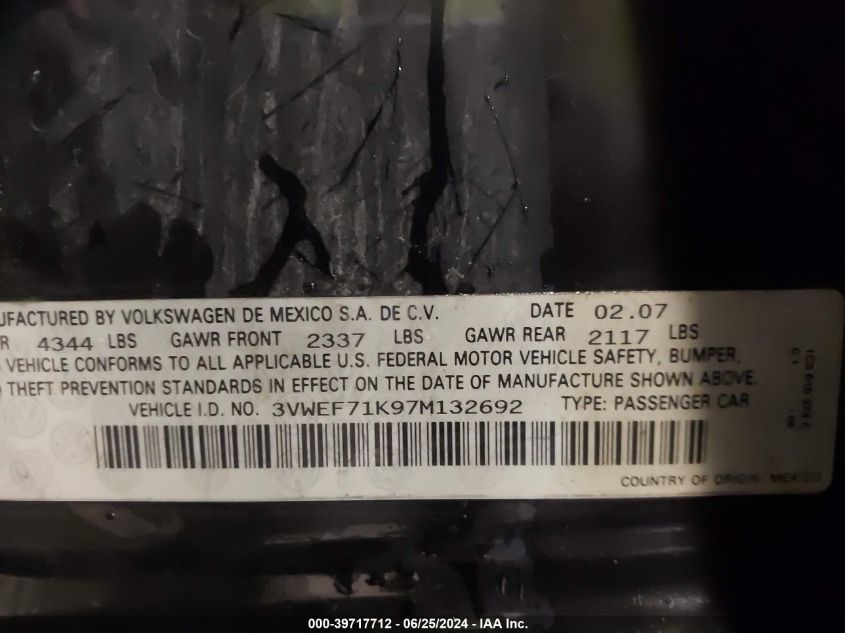 UFACTURED BY VOLKSWAGEN DE MEXICO S.A. DE C.V. DATE 02.07
R 4344 LBS GAWR FRONT 2337 LBS GAWR REAR 2117 LBS
VEHICLE CONFORMS TO ALL APPLICABLE U.S. FEDERAL MOTOR VEHICLE SAFETY, BUMPER,
THEFT PREVENTION STANDARDS IN EFFECT ON THE DATE OF MANUFACTURE SHOWN ABOVE.
VEHICLE I.D. NO. 3VWEF71K97M132692 TYPE: PASSENGER CAR
COUNTRY OF ORIGIN: MEXICO
000-39717712 / 06/25/2024 - IAA Inc.